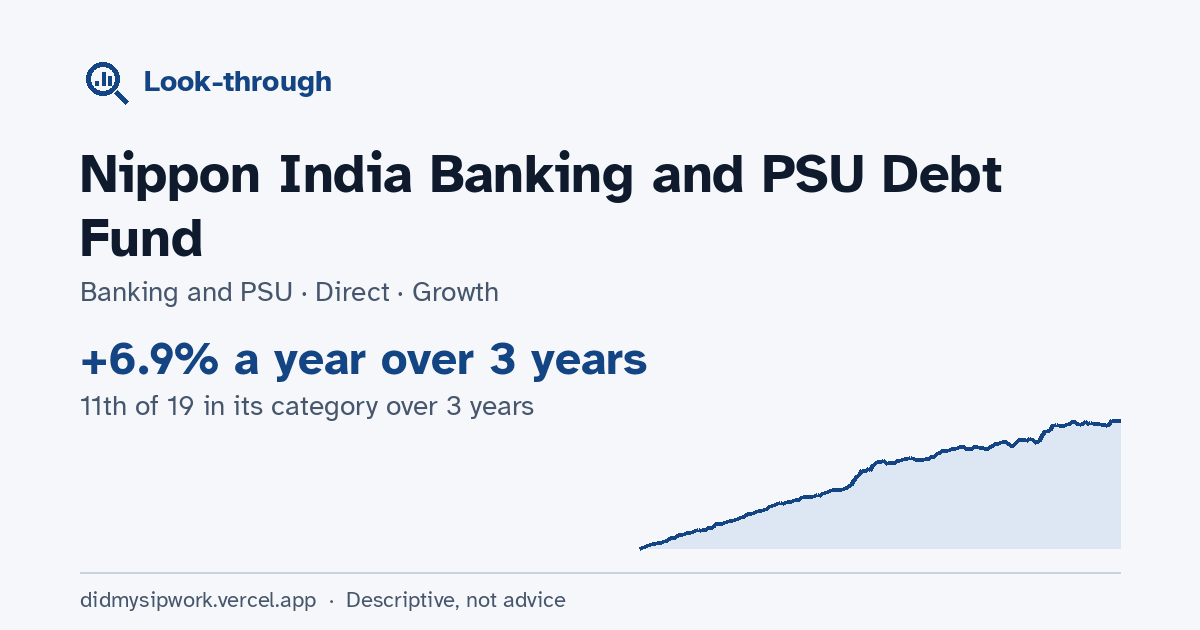 Look-through
Nippon India Banking and PSU Debt
Fund
Banking and PSU · Direct · Growth
+6.9% a year over 3 years
11th of 19 in its category over 3 years
didmysipwork.vercel.app · Descriptive, not advice